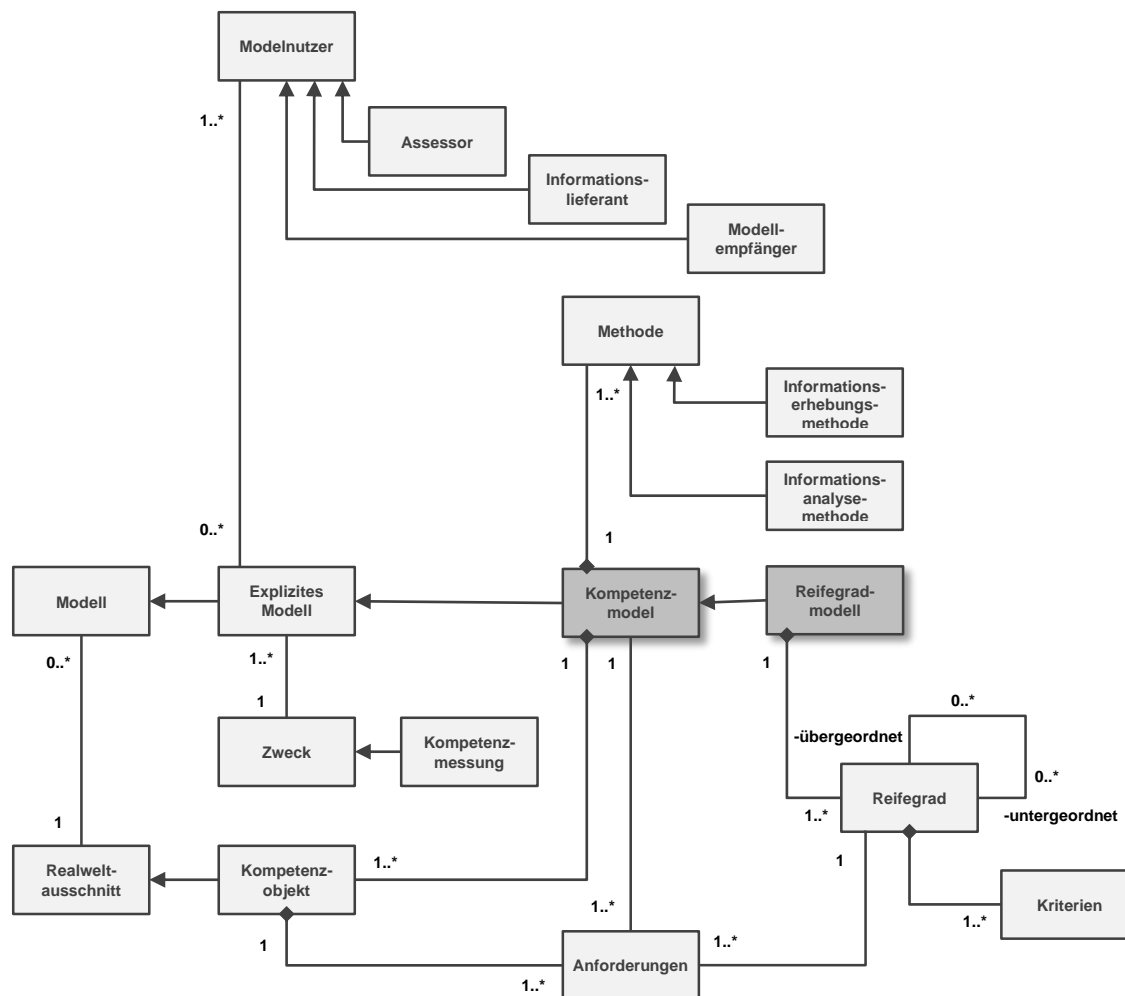 Modelnutzer
1..*
Assessor
Informations-
lieferant
Modell-
empfänger
Methode
1..*
Informations-
erhebungs-
methode
Informations-
analyse-
methode
0..*
1
Modell
Explizites
Modell
Kompetenz-
model
Reifegrad-
modell
0..*
1..*
1
1
1
1
Zweck
Kompetenz-
messung
0..*
-übergeordnet
Reifegrad
0..*
1..*
-untergeordnet
1
1
Realwelt-
ausschnitt
Kompetenz-
objekt
1..*
1..*
1..*
Kriterien
1
1..*
Anforderungen
1..*